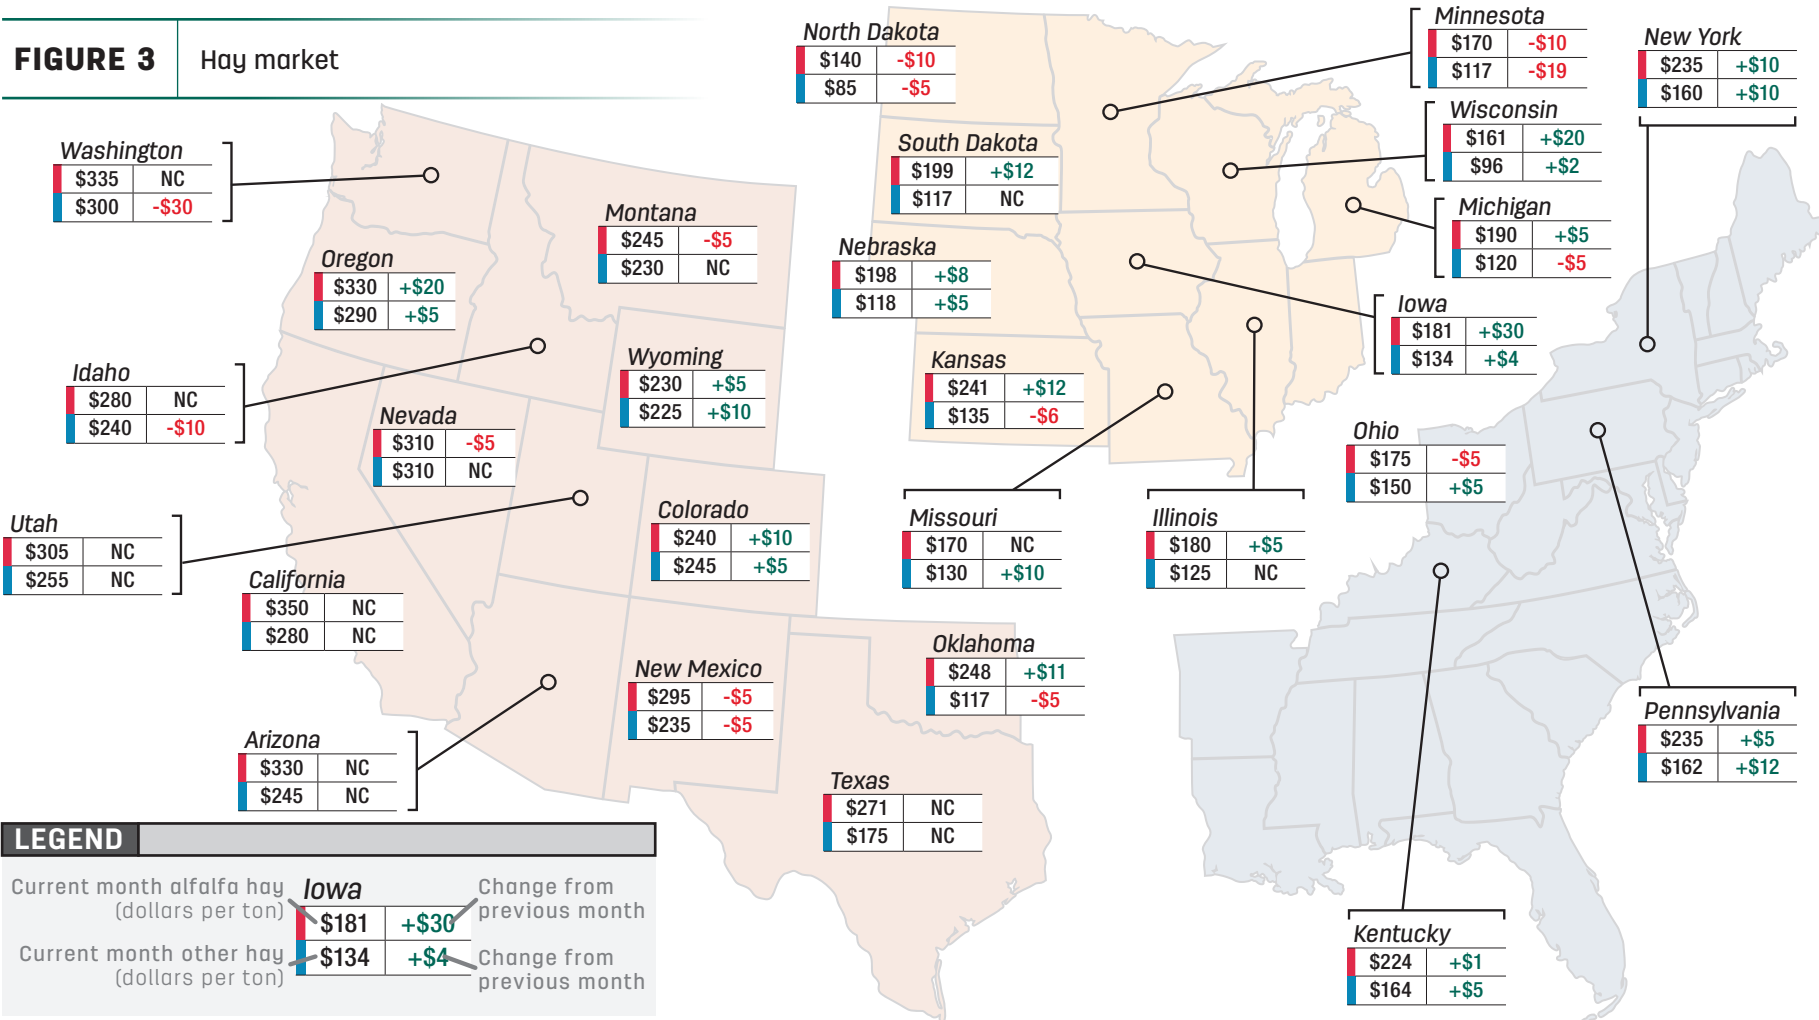 FIGURE 3
Hay market
Washington
$335 NC
$300 -$30
Oregon
$330 +$20
$290 +$5
Montana
$245 -$5
$230 NC
Idaho
$280 NC
$240 -$10
Wyoming
$230 +$5
$225 +$10
Nevada
$310 -$5
$310 NC
Utah
$305 NC
$255 NC
Colorado
$240 +$10
$245 +$5
California
$350 NC
$280 NC
Arizona
$330 NC
$245 NC
New Mexico
$295 -$5
$235 -$5
Oklahoma
$248 +$11
$117 -$5
Texas
$271 NC
$175 NC
North Dakota
$140 -$10
$85 -$5
South Dakota
$199 +$12
$117 NC
Nebraska
$198 +$8
$118 +$5
Kansas
$241 +$12
$135 -$6
Minnesota
$170 -$10
$117 -$19
Wisconsin
$161 +$20
$96 +$2
Michigan
$190 +$5
$120 -$5
Iowa
$181 +$30
$134 +$4
Missouri
$170 NC
$130 +$10
Illinois
$180 +$5
$125 NC
New York
$235 +$10
$160 +$10
Ohio
$175 -$5
$150 +$5
Pennsylvania
$235 +$5
$162 +$12
Kentucky
$224 +$1
$164 +$5
LEGEND
Current month alfalfa hay
(dollars per ton)
Current month other hay
(dollars per ton)
Iowa
$181 +$30
$134 +$4
Change from
previous month
Change from
previous month